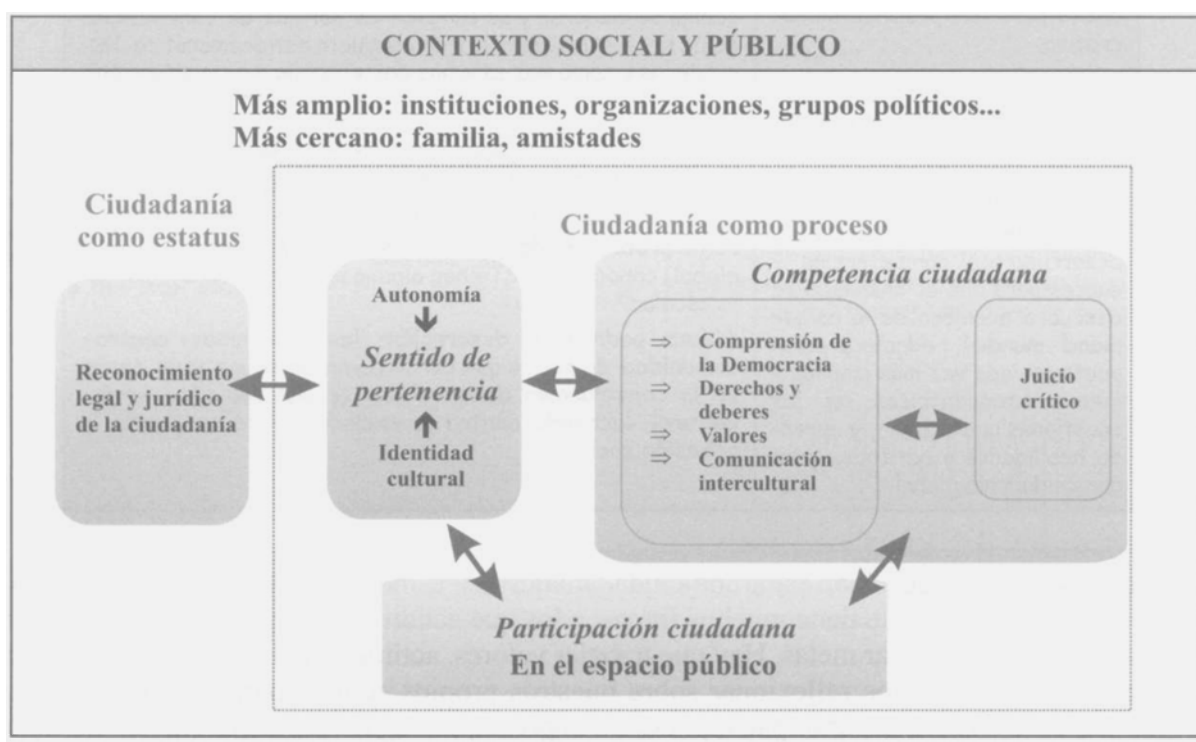 CONTEXTO SOCIAL Y PÚBLICO
Más amplio: instituciones, organizaciones, grupos políticos...
Más cercano: familia, amistades
Ciudadanía
como estatus
Reconocimiento
legal y jurídico
de la ciudadanía
Ciudadanía como proceso
Autonomía
Sentido de
pertenencia
Identidad
cultural
Competencia ciudadana
⇒ Comprensión de
la Democracia
⇒ Derechos y
deberes
⇒ Valores
⇒ Comunicación
intercultural
Juicio
crítico
Participación ciudadana
En el espacio público